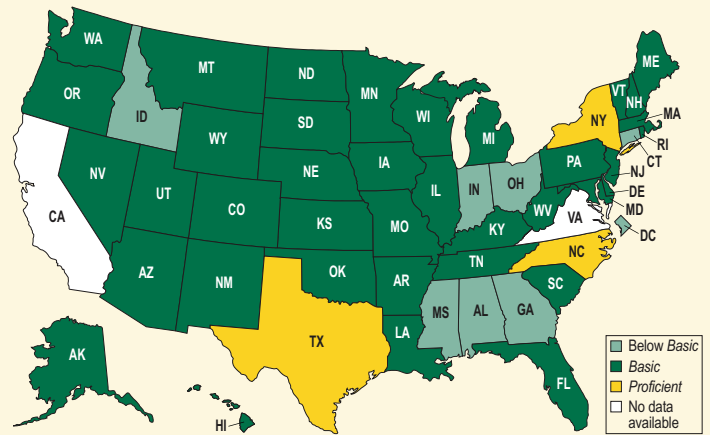 WA
MT
ND
MN
ME
VT
NH
MA
OR
ID
SD
WI
MI
NY
RI
CT
WY
IA
PA
NJ
NE
IN
OH
DE
NV
IL
MD
UT
CO
WV
VA
CA
KS
MO
KY
DC
NC
TN
AZ
NM
OK
AR
SC
MS
AL
GA
LA
TX
AK
FL
HI
Below Basic
Basic
Proficient
No data
available